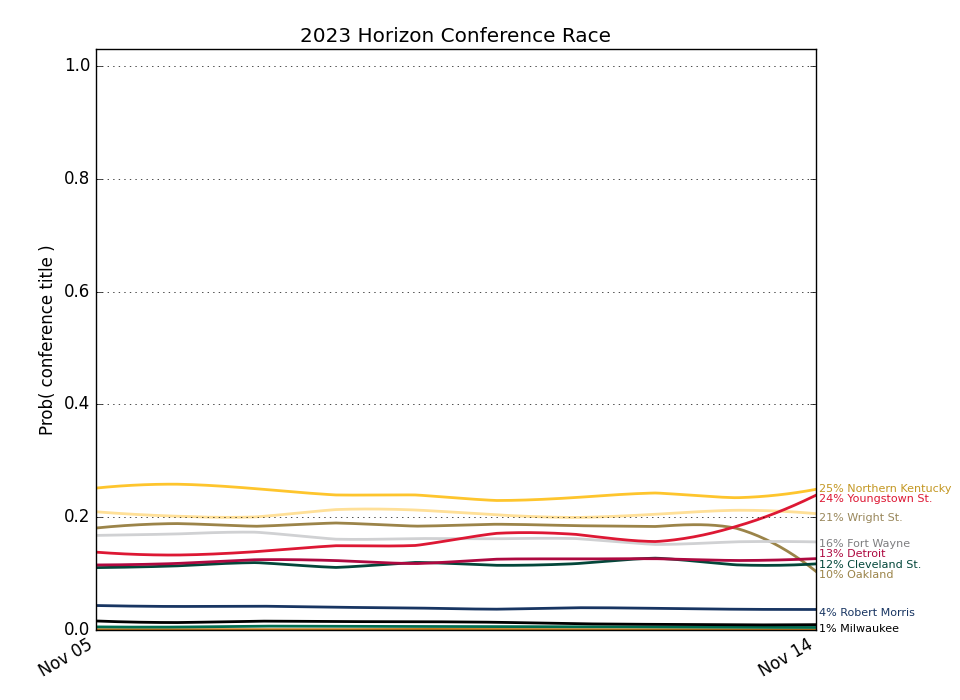 2023 Horizon Conference Race
Prob( conference title )
1.0
0.8
0.6
0.4
0.2
0.0
Nov 05
Nov 14
25% Northern Kentucky
24% Youngstown St.
21% Wright St.
16% Fort Wayne
13% Detroit
12% Cleveland St.
10% Oakland
4% Robert Morris
1% Milwaukee